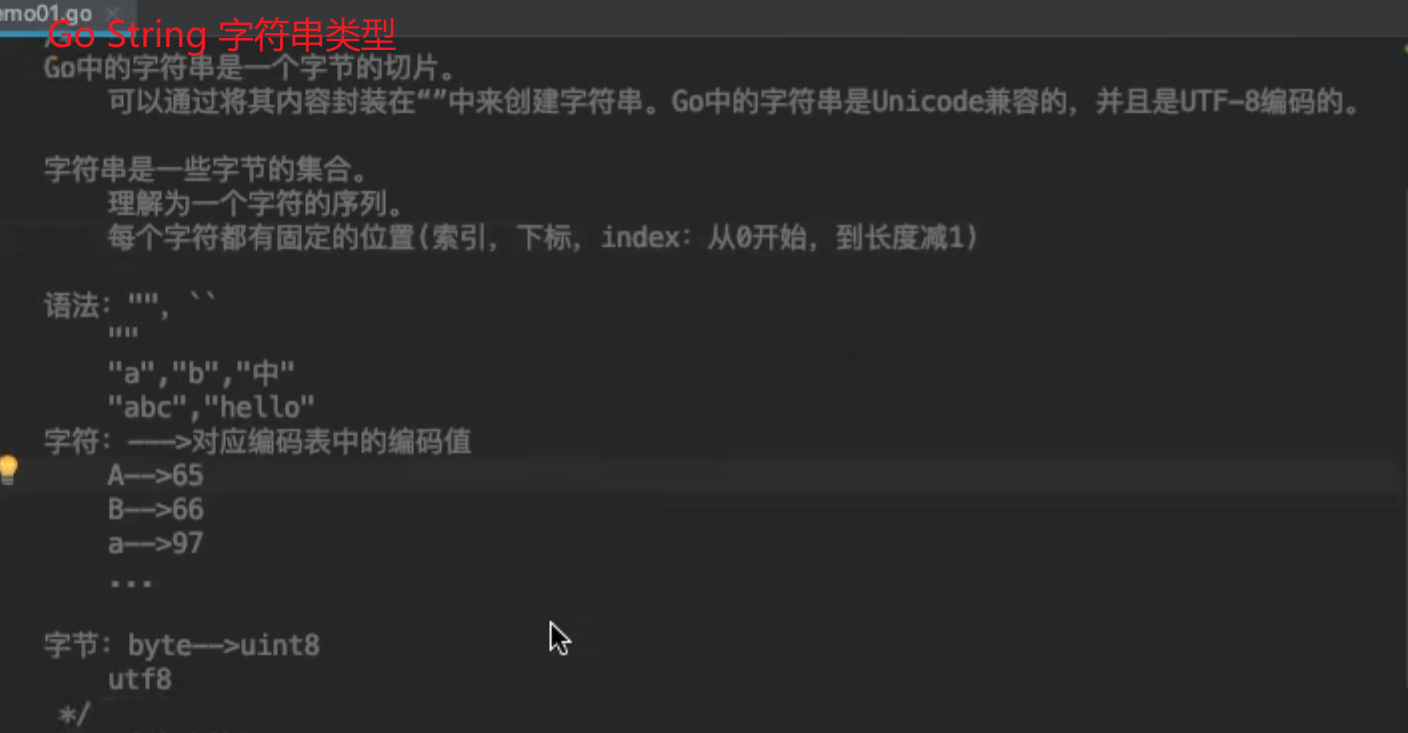 emo01.go ×
Go String 字符串类型
Go中的字符串是一个字节的切片。
可以通过将其内容封装在“”中来创建字符串。Go中的字符串是Unicode兼容的，并且是UTF-8编码的。
字符串是一些字节的集合。
理解为一个字符的序列。
每个字符都有固定的位置(索引，下标，index：从0开始，到长度减1)
语法：""，``
""
"a","b","中"
"abc","hello"
字符：--->对应编码表中的编码值
A-->65
B-->66
a-->97
...
字节：byte-->uint8
utf8
*/